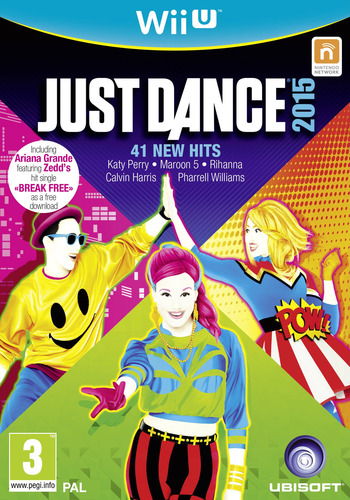 Wii U
NINTENDO
NETWORK
JUST DANCE
2015
41 NEW HITS
Katy Perry • Maroon 5 • Rihanna
Calvin Harris • Pharrell Williams
Including
Ariana Grande
featuring Zedd's
hit single
«BREAK FREE»
as a free
download
POW!
3
www.pegi.info
PAL
UBISOFT